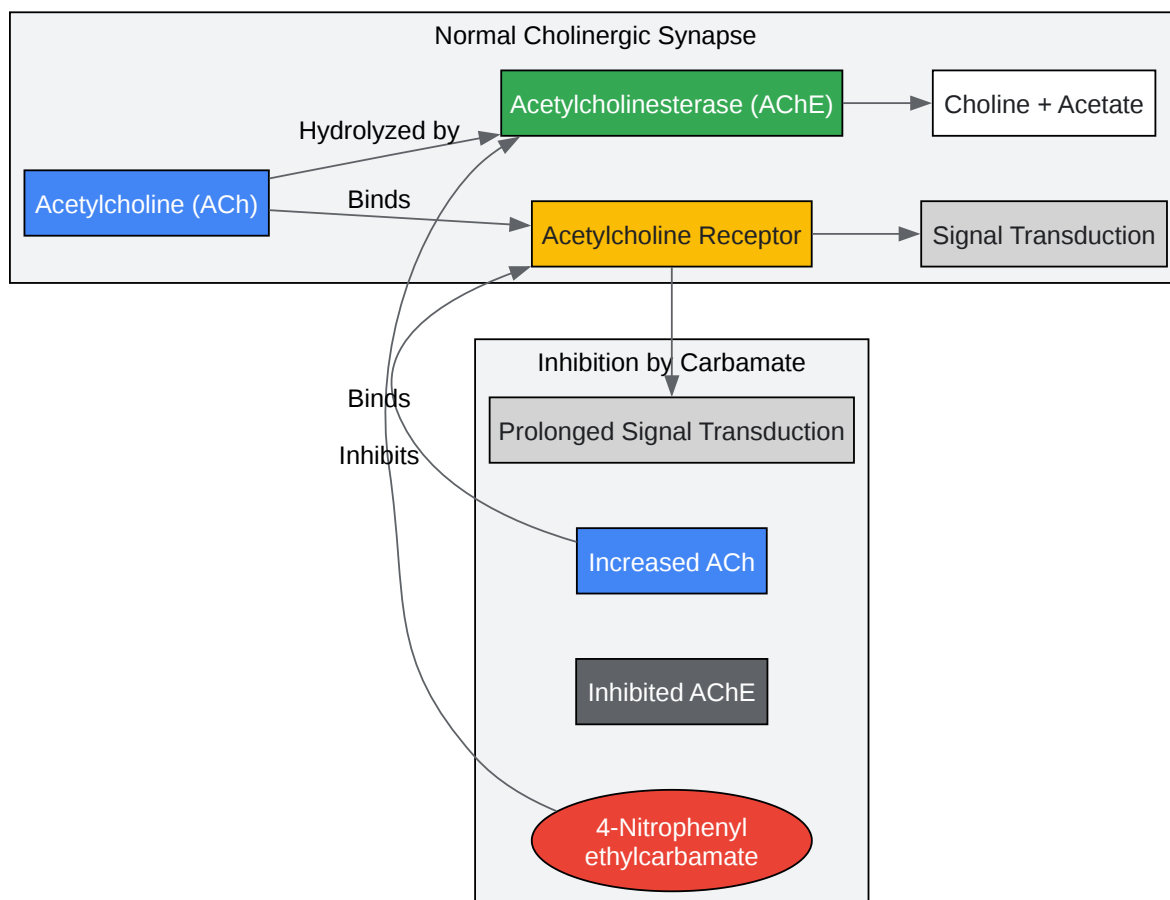 Normal Cholinergic Synapse
Acetylcholinesterase (AChE)
Choline + Acetate
Hydrolyzed by
Acetylcholine (ACh)
Binds
Acetylcholine Receptor
Signal Transduction
Inhibition by Carbamate
Binds
Prolonged Signal Transduction
Inhibits
Increased ACh
Inhibited AChE
4-Nitrophenyl
ethylcarbamate